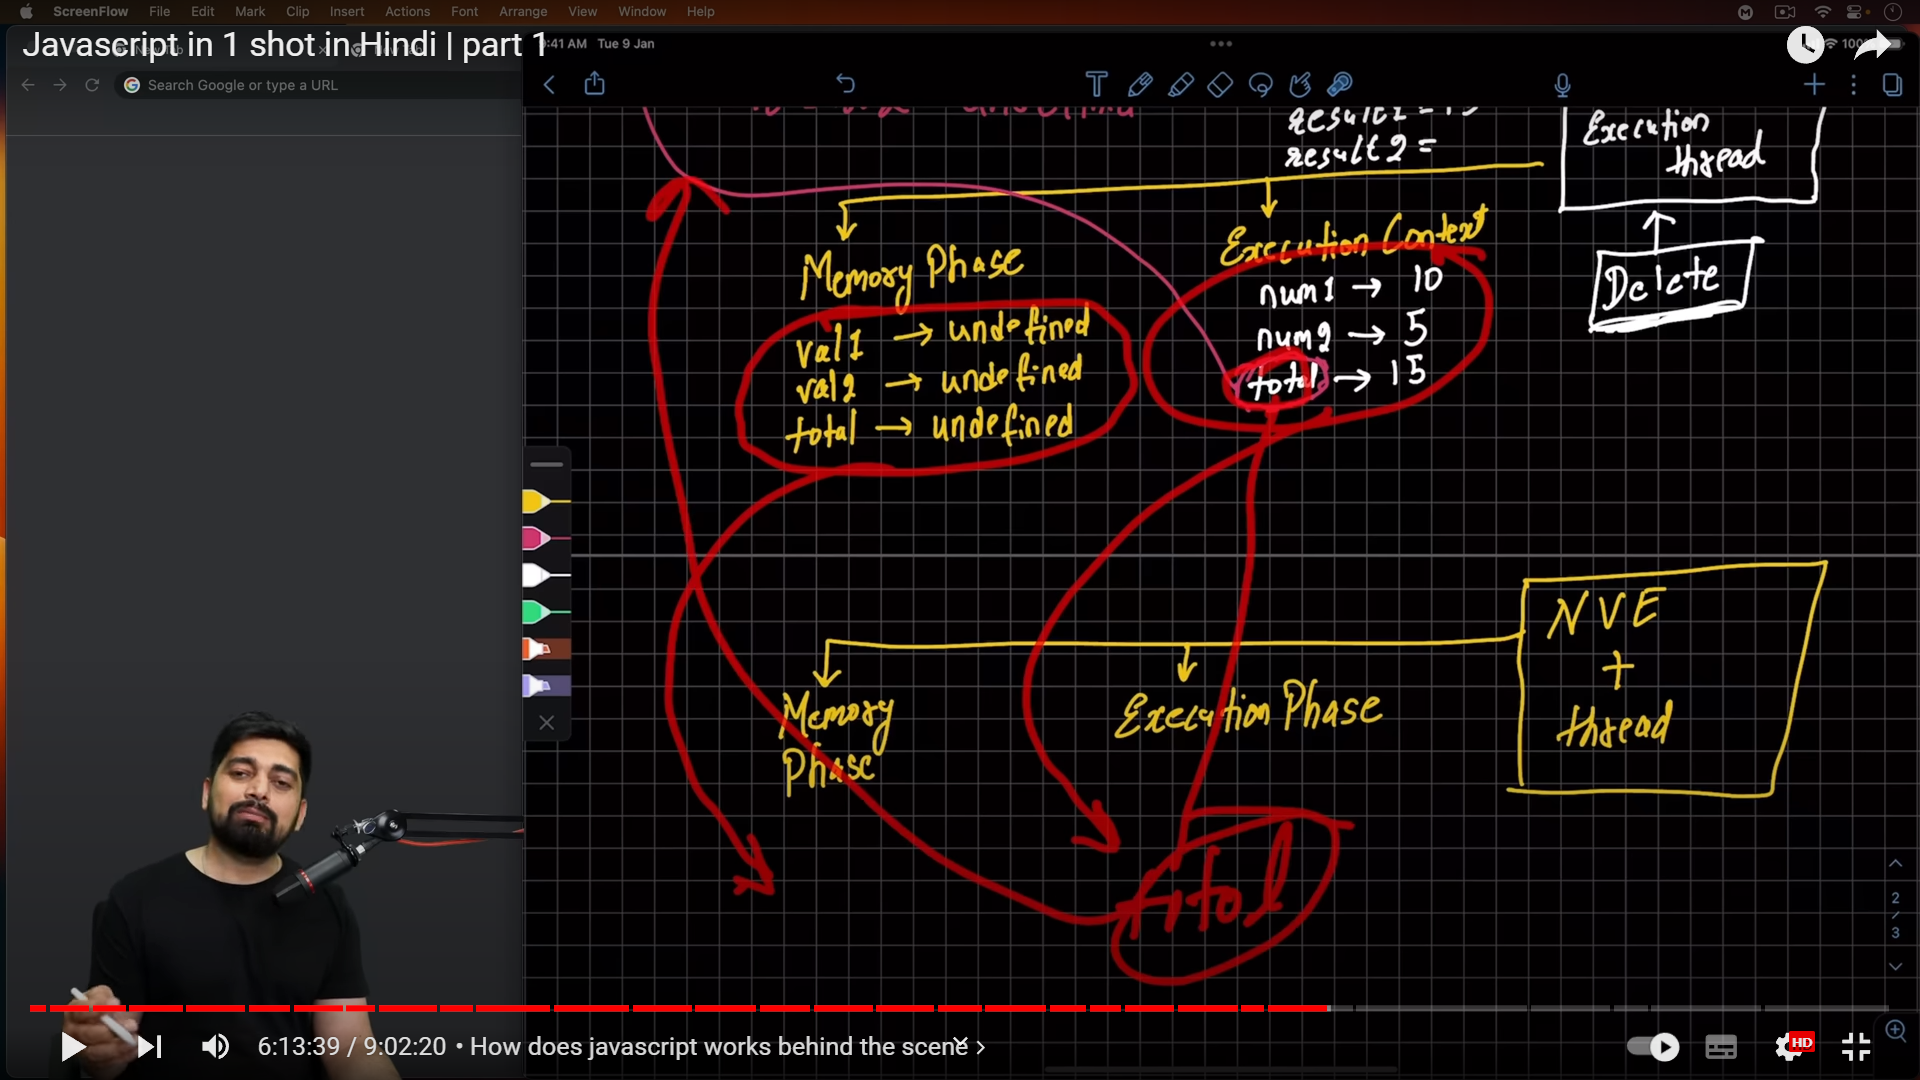 ScreenFlow File Edit Mark Clip Insert Actions Font Arrange View Window Help
Javascript in 1 shot in Hindi | part 1
:41 AM Tue 9 Jan
100%
Search Google or type a URL
result2 =
Execution
thread
Delete
Memory Phase
val1 → undefined
val2 → undefined
total → undefined
Execution Context
num1 → 10
num2 → 5
total → 15
NVE
+
thread
Memory
Phase
Execution Phase
total
2
/
3
6:13:39 / 9:02:20 • How does javascript works behind the scene
HD